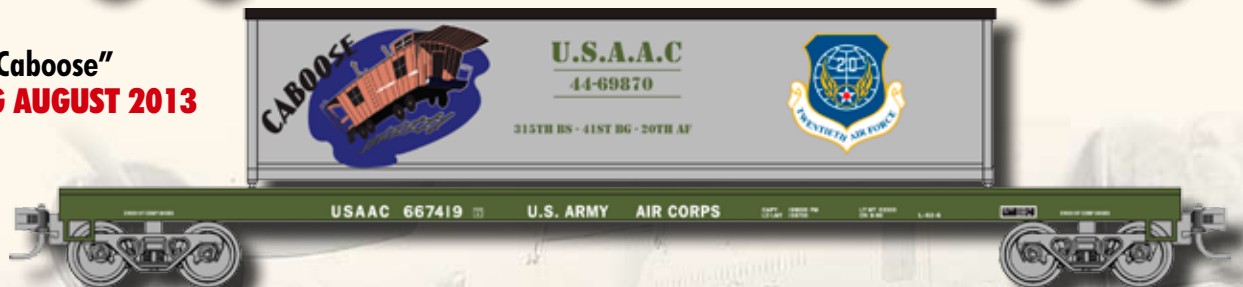 Caboose”
G AUGUST 2013
CABOOSE
U.S.A.A.C
44-69870
315TH BS - 41ST BG - 20TH AF
20
TWENTIETH AIR FORCE
USAAC 667419 U.S. ARMY AIR CORPS